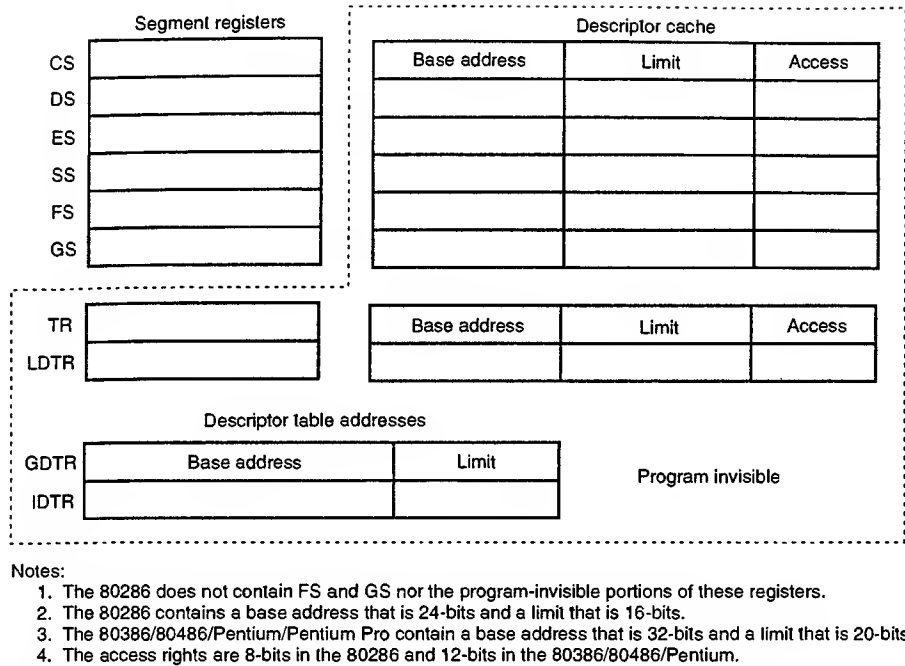 Segment registers
Descriptor cache
CS
DS
ES
SS
FS
GS
Base address Limit Access
TR
LDTR
Base address Limit Access
Descriptor table addresses
GDTR Base address Limit
IDTR
Program invisible
Notes:
1. The 80286 does not contain FS and GS nor the program-invisible portions of these registers.
2. The 80286 contains a base address that is 24-bits and a limit that is 16-bits.
3. The 80386/80486/Pentium/Pentium Pro contain a base address that is 32-bits and a limit that is 20-bits
4. The access rights are 8-bits in the 80286 and 12-bits in the 80386/80486/Pentium.